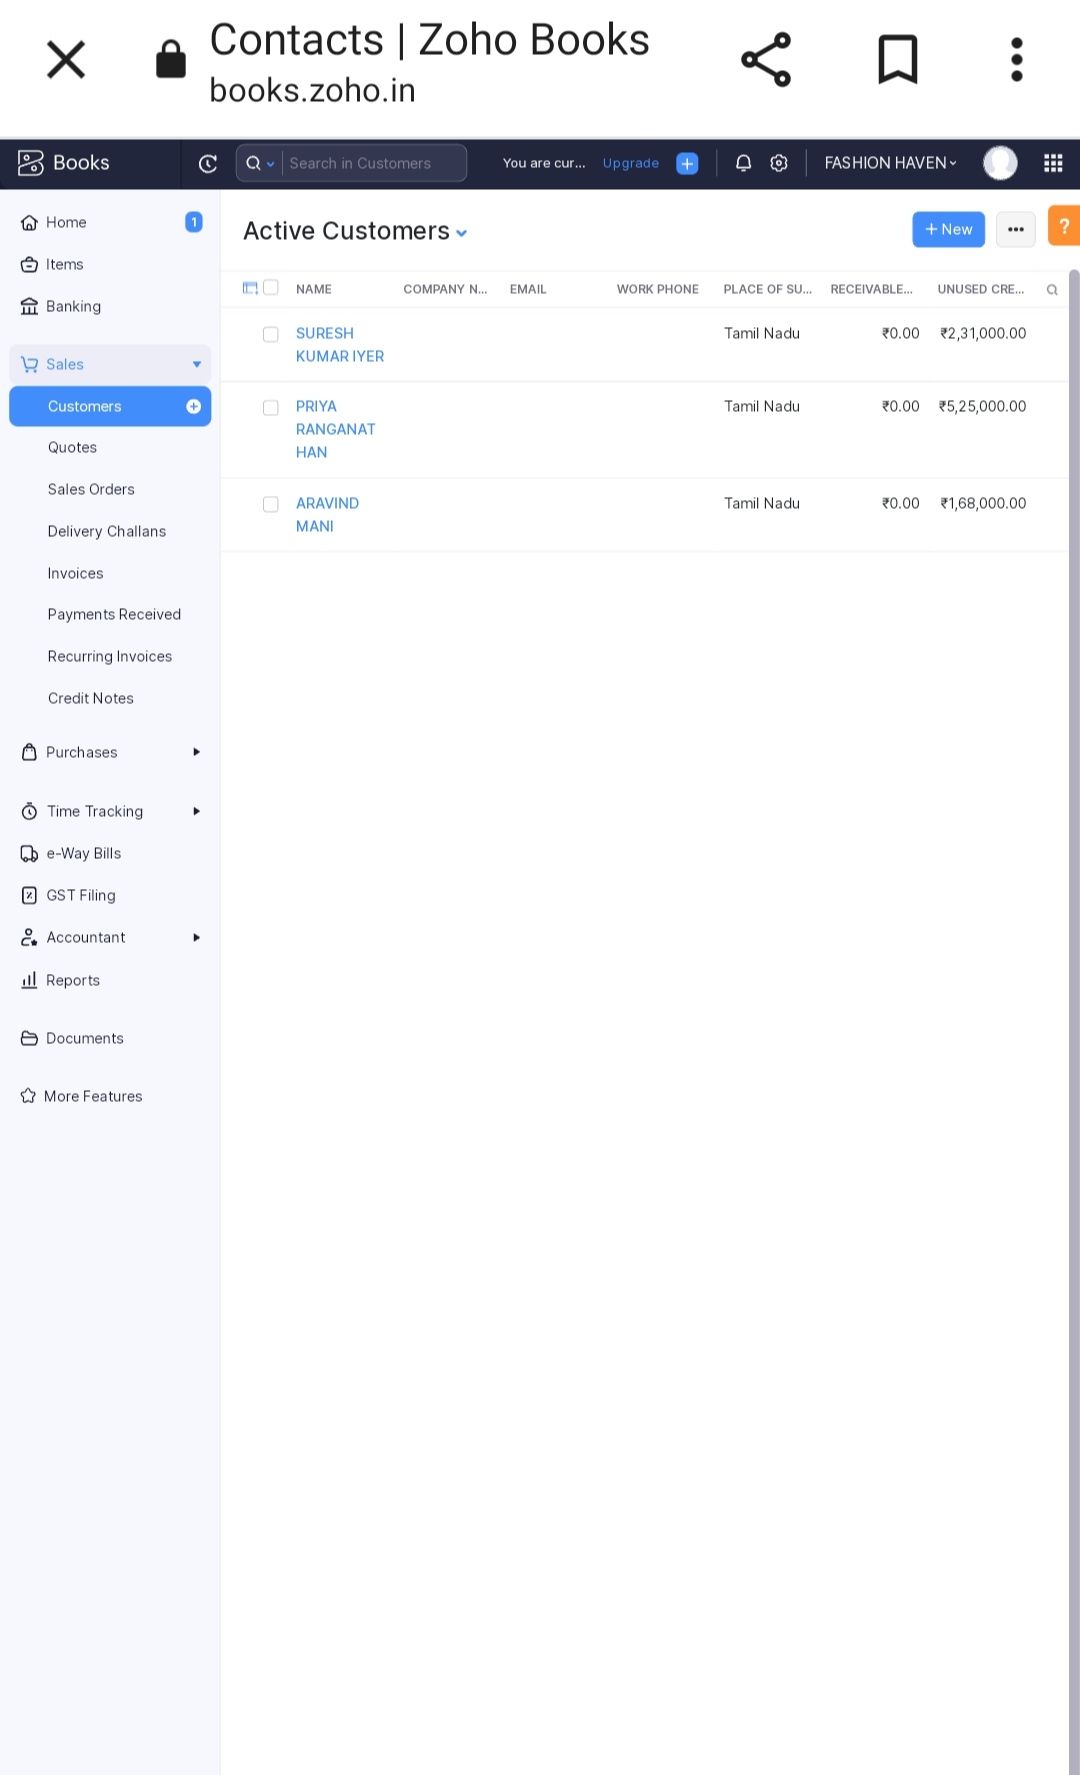 Contacts | Zoho Books
books.zoho.in
Books
Search in Customers
You are cur...
Upgrade
FASHION HAVEN
Home
1
Items
Banking
Sales
Customers
Quotes
Sales Orders
Delivery Challans
Invoices
Payments Received
Recurring Invoices
Credit Notes
Purchases
Time Tracking
e-Way Bills
GST Filing
Accountant
Reports
Documents
More Features
Active Customers
+ New
?
NAME COMPANY N... EMAIL WORK PHONE PLACE OF SU... RECEIVABLE... UNUSED CRE...
SURESH Tamil Nadu ₹0.00 ₹2,31,000.00
KUMAR IYER
PRIYA Tamil Nadu ₹0.00 ₹5,25,000.00
RANGANAT
HAN
ARAVIND Tamil Nadu ₹0.00 ₹1,68,000.00
MANI